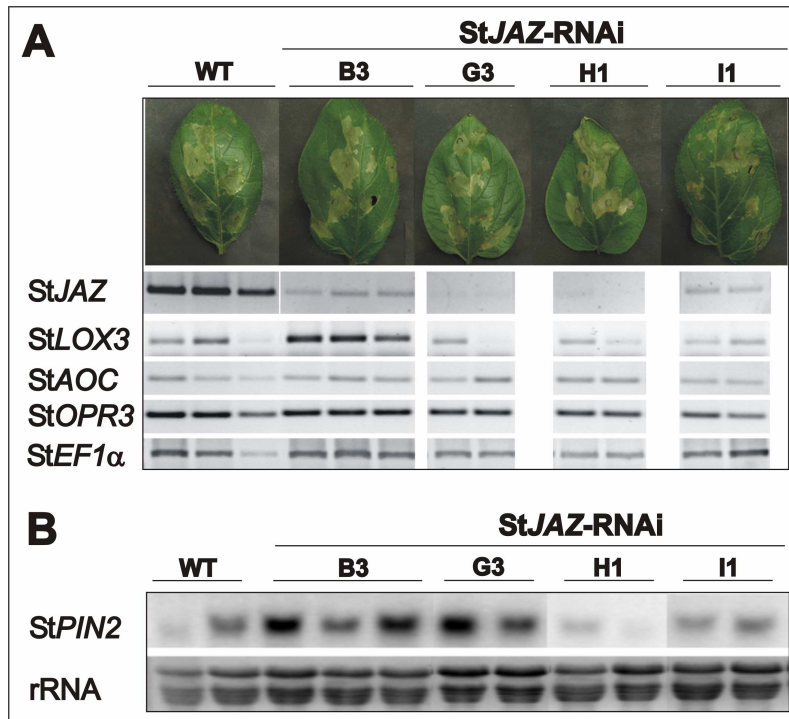 A
StJAZ-RNAi
WT B3 G3 H1 I1
StJAZ
StLOX3
StAOC
StOPR3
StEF1α
B
StJAZ-RNAi
WT B3 G3 H1 I1
StPIN2
rRNA